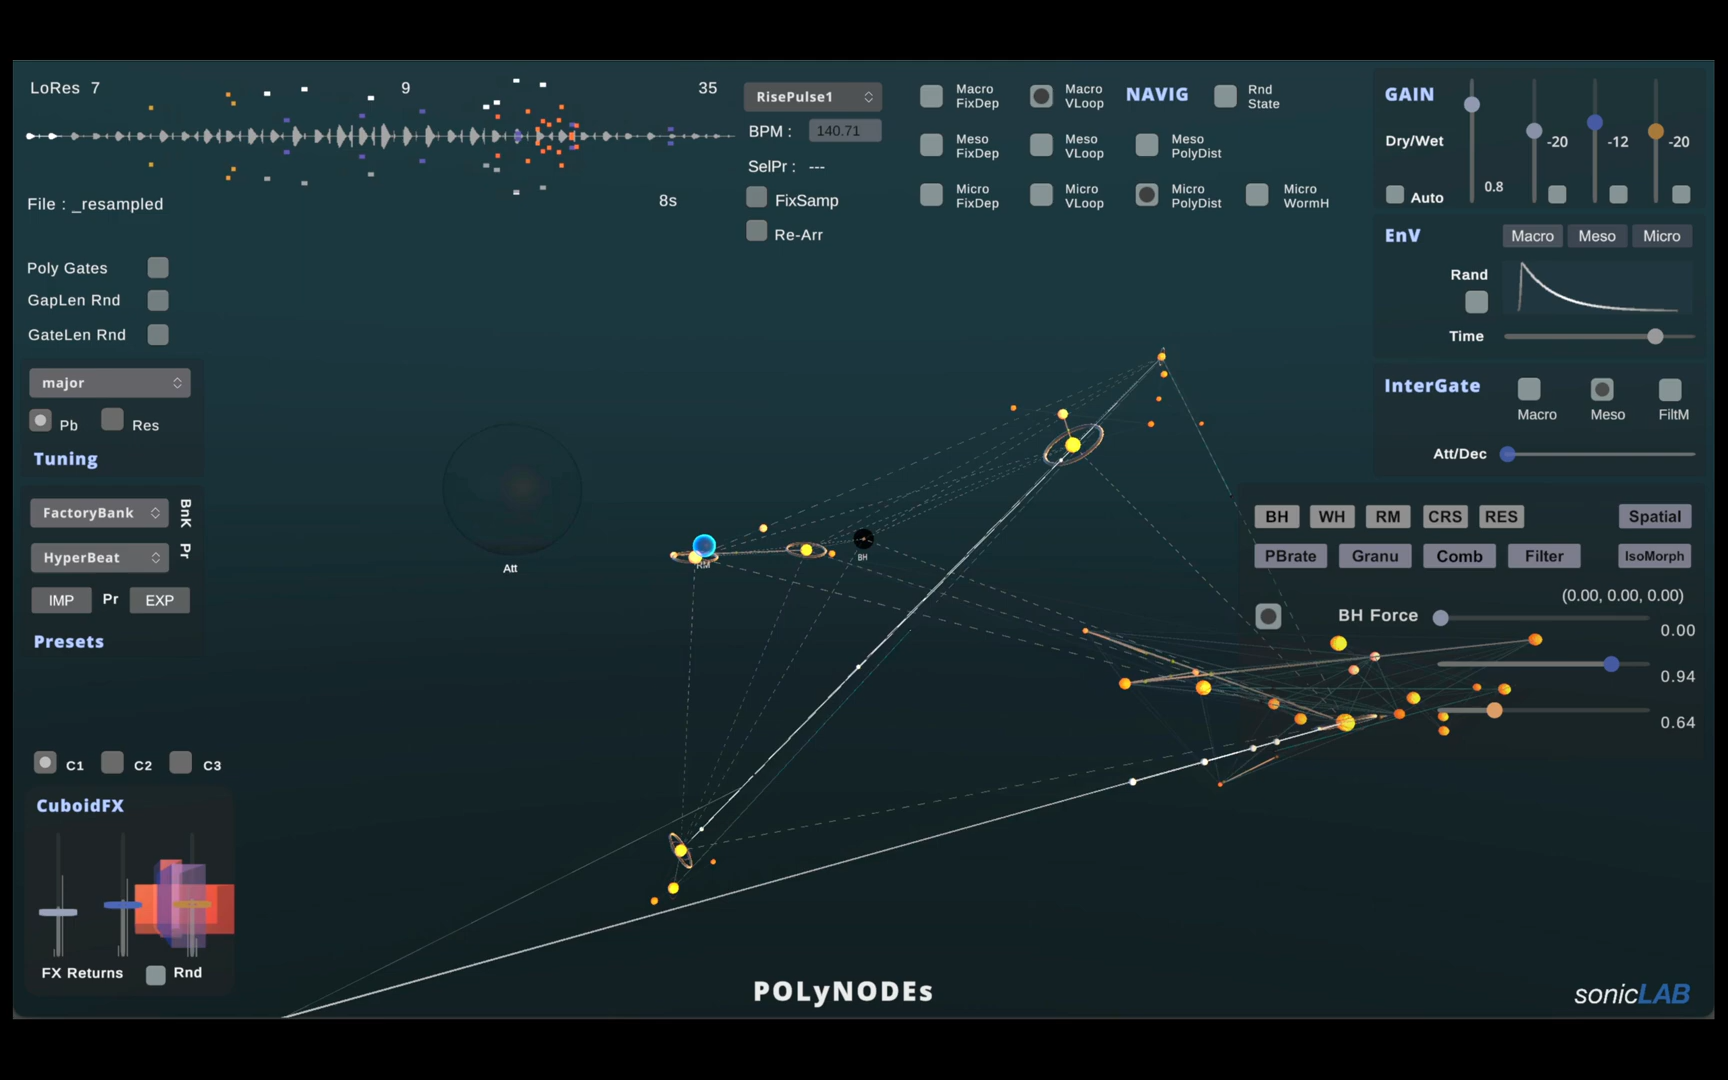 LoRes 7 9 35
File : _resampled 8s
RisePulse1
BPM : 140.71
SelPr : ---
FixSamp
Re-Arr
Macro FixDep
Macro VLoop
NAVIG
Rnd State
Meso FixDep
Meso VLoop
Meso PolyDist
Micro FixDep
Micro VLoop
Micro PolyDist
Micro WormH
GAIN
Dry/Wet
-20 -12 -20
0.8
Auto
EnV
Macro Meso Micro
Rand
Time
InterGate
Macro Meso FiltM
Att/Dec
Poly Gates
GapLen Rnd
GateLen Rnd
major
Pb Res
Tuning
FactoryBank BnK
HyperBeat Pr
IMP Pr EXP
Presets
Att
RM
BH
BH WH RM CRS RES Spatial
PBrate Granu Comb Filter IsoMorph
(0.00, 0.00, 0.00)
BH Force
0.00
0.94
0.64
C1 C2 C3
CuboidFX
FX Returns Rnd
POLyNODEs
sonicLAB